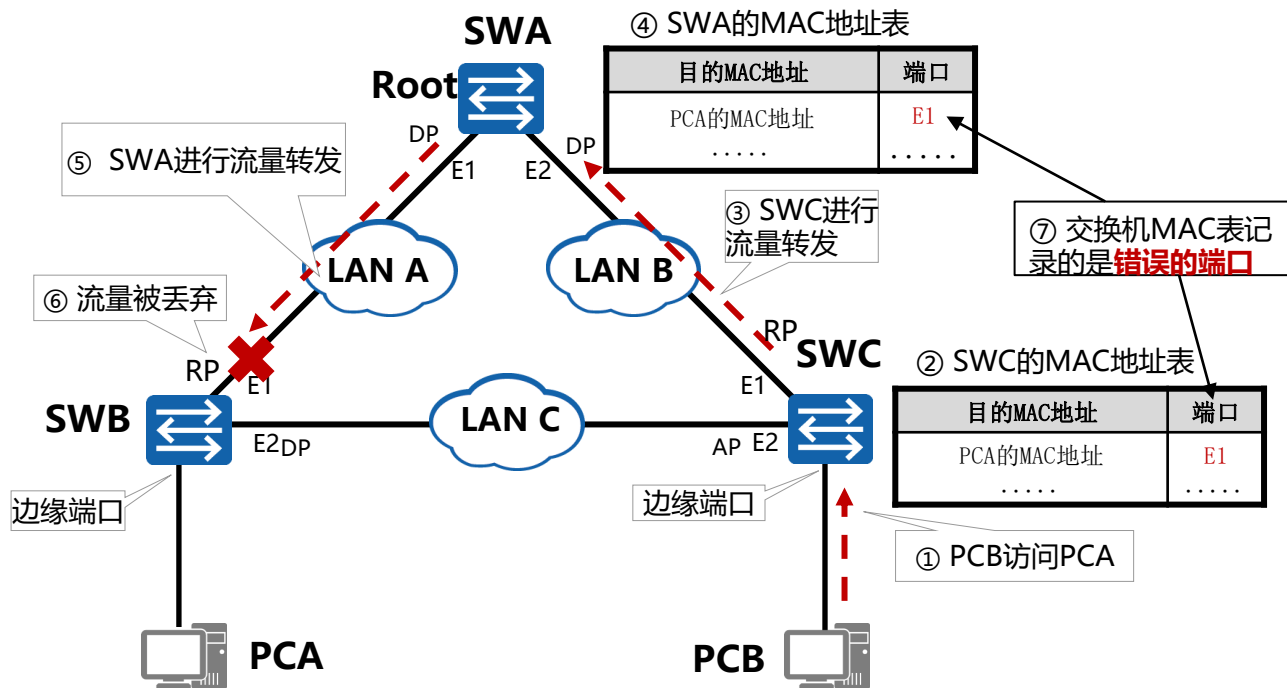 ④ SWA的MAC地址表
SWA
Root
目的MAC地址 端口
PCA的MAC地址 E1
..... .....
DP
DP
E1
E2
⑤ SWA进行流量转发
③ SWC进行
流量转发
⑦ 交换机MAC表记
录的是错误的端口
LAN A
LAN B
⑥ 流量被丢弃
RP
E1
RP
SWC
E1
② SWC的MAC地址表
目的MAC地址 端口
PCA的MAC地址 E1
..... .....
SWB
LAN C
E2 DP
AP E2
边缘端口
边缘端口
① PCB访问PCA
PCA
PCB